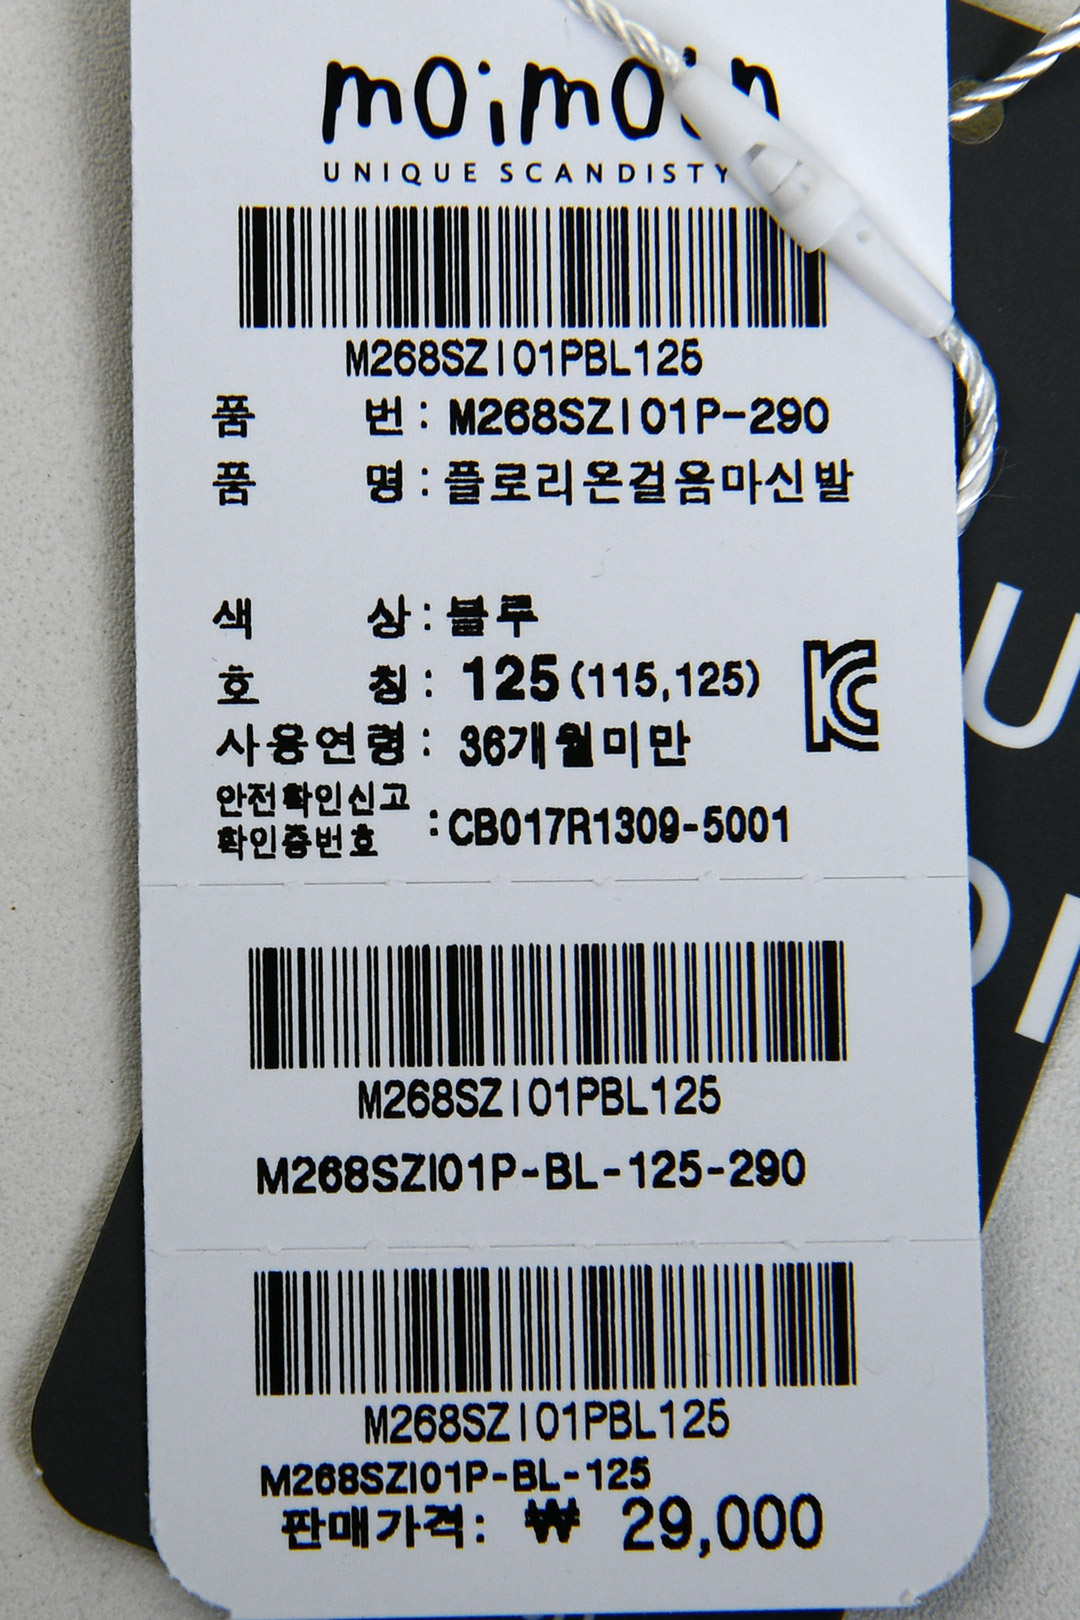 moimoln
UNIQUE SCANDISTY
M268SZI01PBL125
품 번 : M268SZI01P-290
품 명 : 플로리온걸음마신발
색 상 : 블루
호 칭 : 125 (115,125)
사용연령 : 36개월미만
안전확인신고
확인증번호 : CB017R1309-5001
M268SZI01PBL125
M268SZI01P-BL-125-290
M268SZI01PBL125
M268SZI01P-BL-125
판매가격: ₩ 29,000